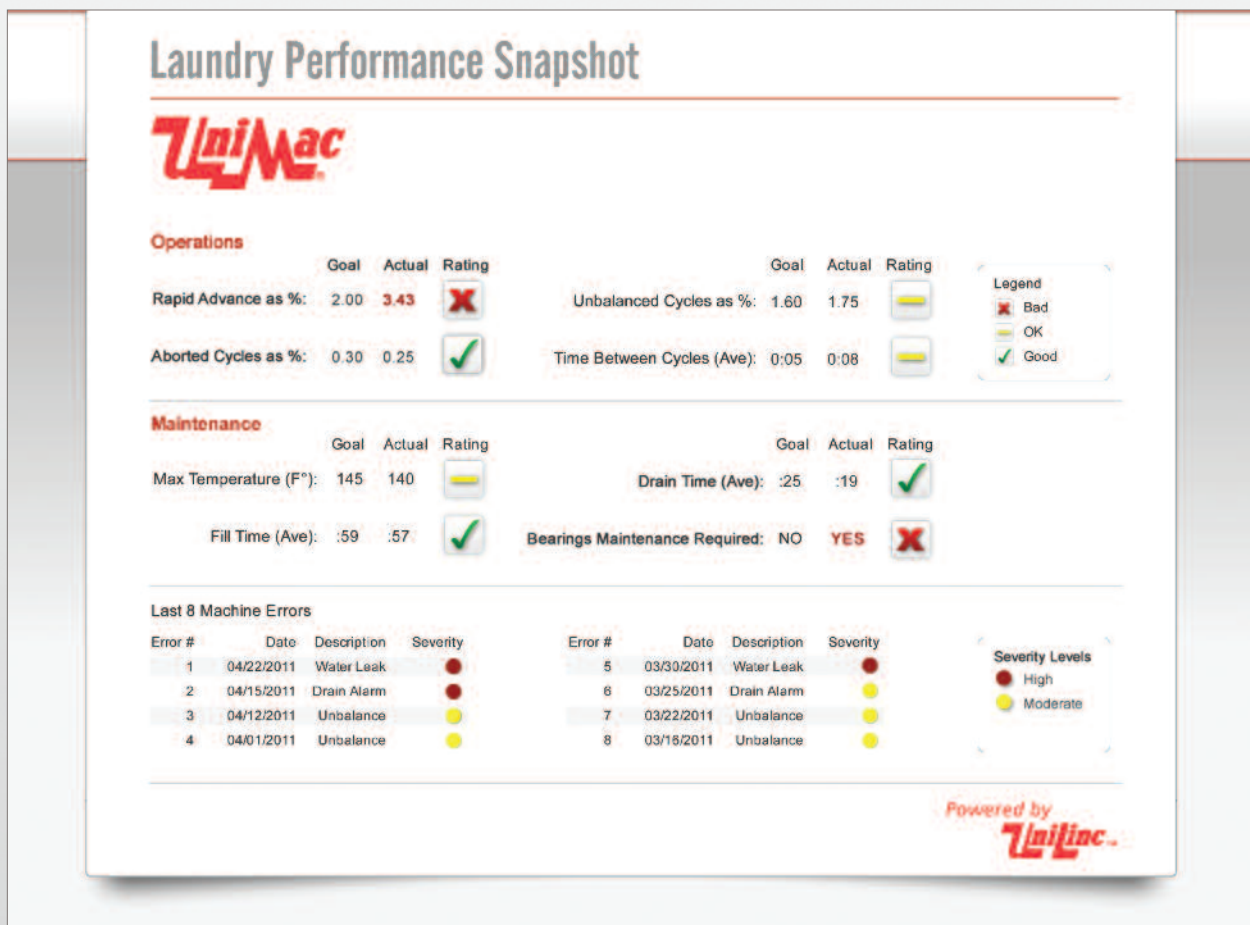 Laundry Performance Snapshot
UniMac®
Operations
Goal Actual Rating Goal Actual Rating
Rapid Advance as %: 2.00 3.43 Unbalanced Cycles as %: 1.60 1.75
Aborted Cycles as %: 0.30 0.25 Time Between Cycles (Ave): 0:05 0:08
Legend
Bad
OK
Good
Maintenance
Goal Actual Rating Goal Actual Rating
Max Temperature (F°): 145 140 Drain Time (Ave): :25 :19
Fill Time (Ave): :59 :57 Bearings Maintenance Required: NO YES
Last 8 Machine Errors
Error # Date Description Severity Error # Date Description Severity
1 04/22/2011 Water Leak 5 03/30/2011 Water Leak
2 04/15/2011 Drain Alarm 6 03/25/2011 Drain Alarm
3 04/12/2011 Unbalance 7 03/22/2011 Unbalance
4 04/01/2011 Unbalance 8 03/16/2011 Unbalance
Severity Levels
High
Moderate
Powered by
UniLinc™